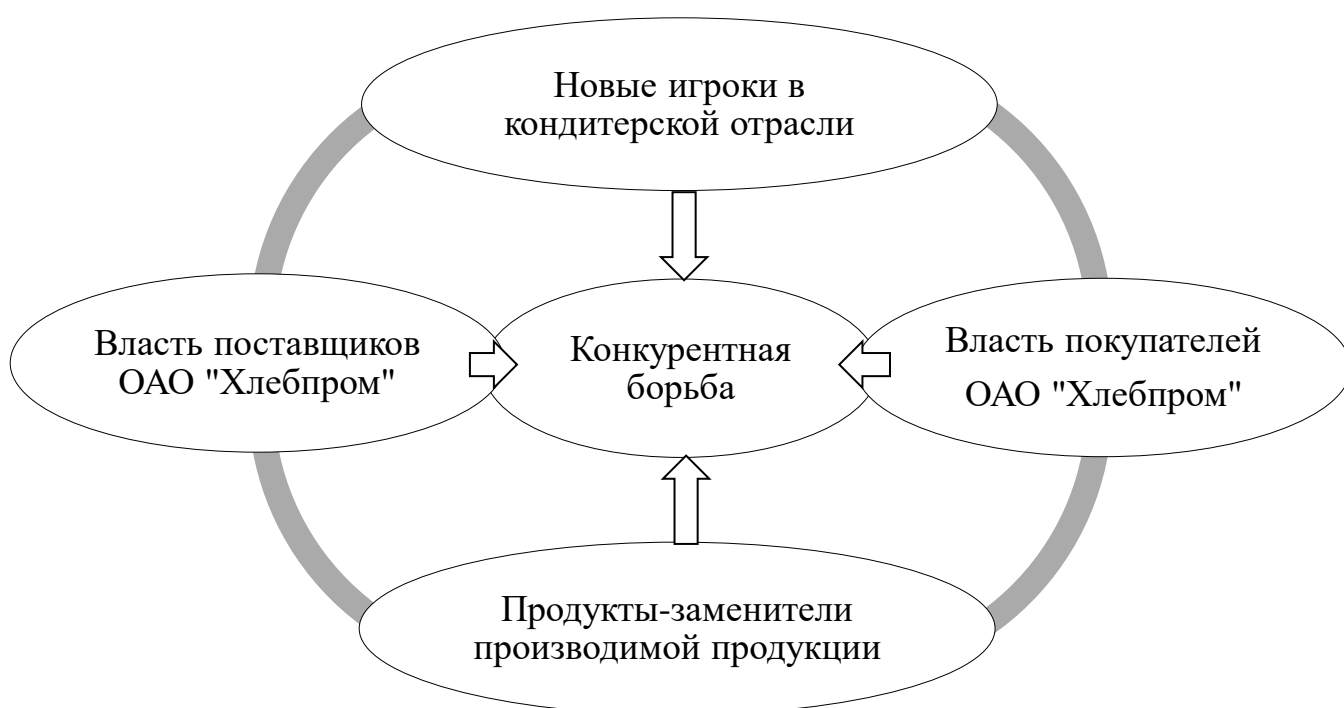 Новые игроки в
кондитерской отрасли
Власть поставщиков
ОАО "Хлебпром"
Конкурентная
борьба
Власть покупателей
ОАО "Хлебпром"
Продукты-заменители
производимой продукции